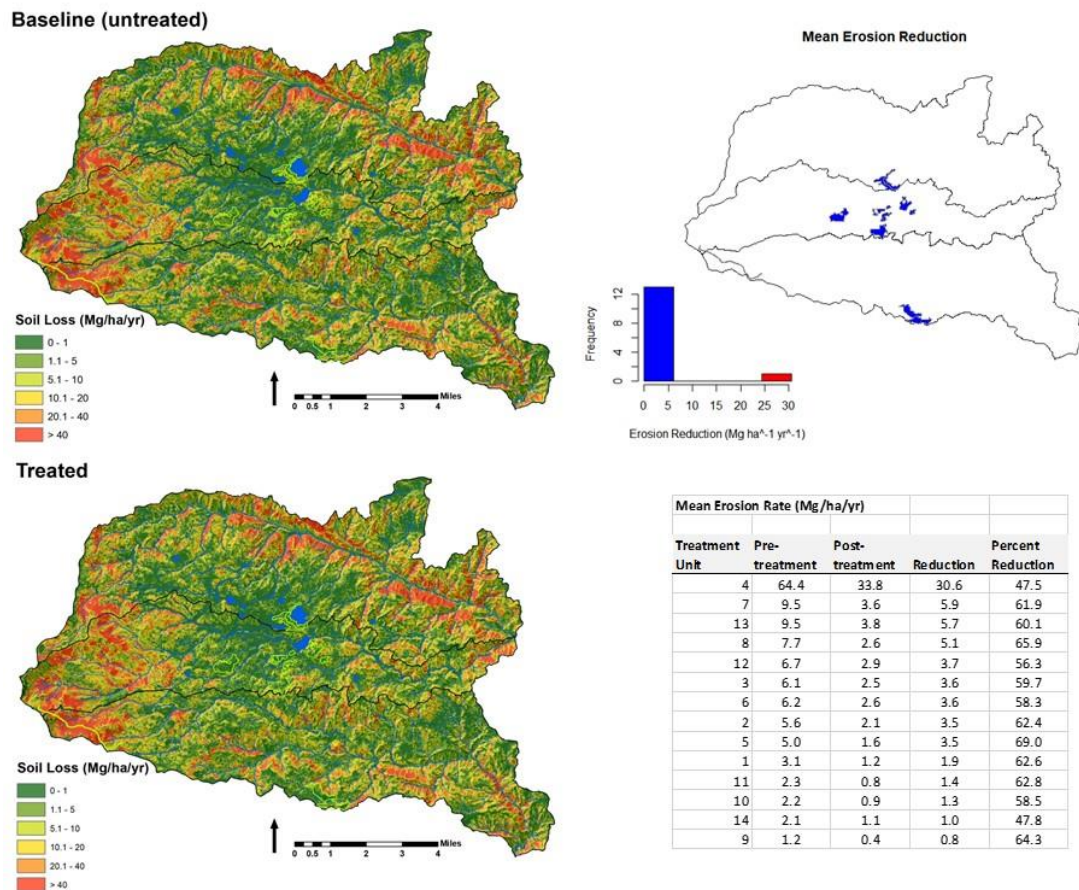 Baseline (untreated)
Soil Loss (Mg/ha/yr)
0 - 1
1.1 - 5
5.1 - 10
10.1 - 20
20.1 - 40
> 40
0 0.5 1 2 3 4 Miles
Mean Erosion Reduction
Frequency
12
8
4
0
0 5 10 15 20 25 30
Erosion Reduction (Mg ha^-1 yr^-1)
Treated
Soil Loss (Mg/ha/yr)
0 - 1
1.1 - 5
5.1 - 10
10.1 - 20
20.1 - 40
> 40
0 0.5 1 2 3 4 Miles
Mean Erosion Rate (Mg/ha/yr)
Treatment Pre- Post- Percent
Unit treatment treatment Reduction Reduction
4 64.4 33.8 30.6 47.5
7 9.5 3.6 5.9 61.9
13 9.5 3.8 5.7 60.1
8 7.7 2.6 5.1 65.9
12 6.7 2.9 3.7 56.3
3 6.1 2.5 3.6 59.7
6 6.2 2.6 3.6 58.3
2 5.6 2.1 3.5 62.4
5 5.0 1.6 3.5 69.0
1 3.1 1.2 1.9 62.6
11 2.3 0.8 1.4 62.8
10 2.2 0.9 1.3 58.5
14 2.1 1.1 1.0 47.8
9 1.2 0.4 0.8 64.3